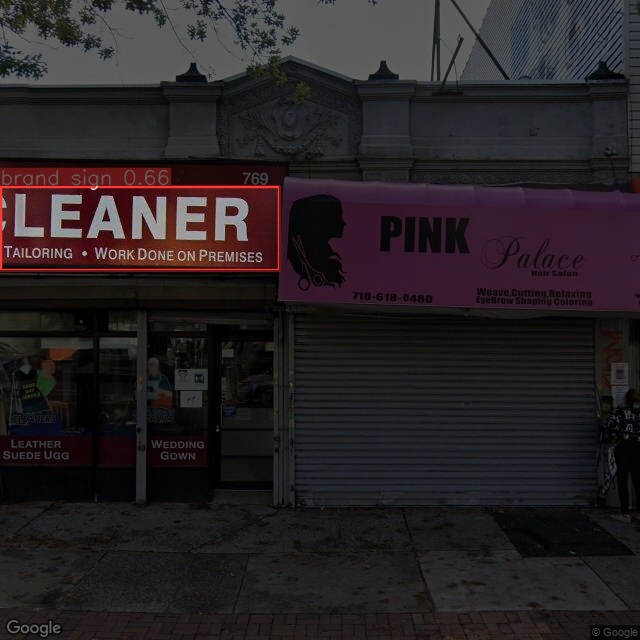 brand sign 0.66
769
CLEANER
TAILORING • WORK DONE ON PREMISES
PINK Palace
Hair Salon
718-618-0480
Weave,Cutting,Relaxing
EyeBrow Shaping Coloring
LEATHER
SUEDE UGG
WEDDING
GOWN
Google
© Google